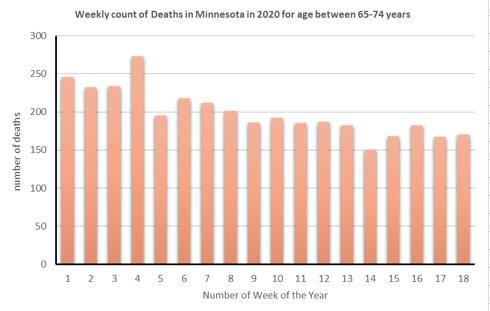 Weekly count of Deaths in Minnesota in 2020 for age between 65-74 years
300
250
200
150
100
50
0
number of deaths
1 2 3 4 5 6 7 8 9 10 11 12 13 14 15 16 17 18
Number of Week of the Year